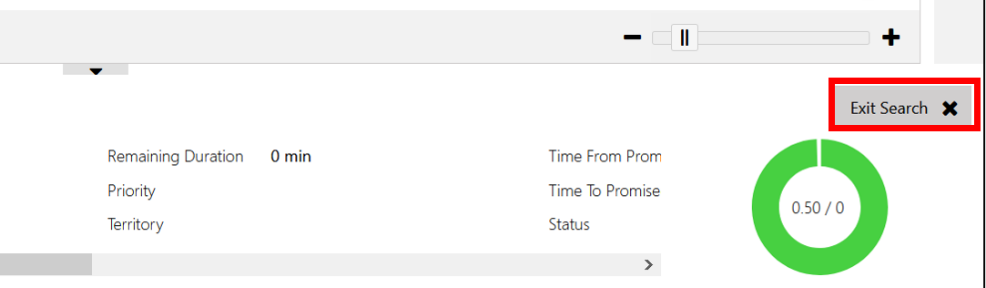 Exit Search
Remaining Duration 0 min Time From Prom
Priority Time To Promise
Territory Status
0.50 / 0